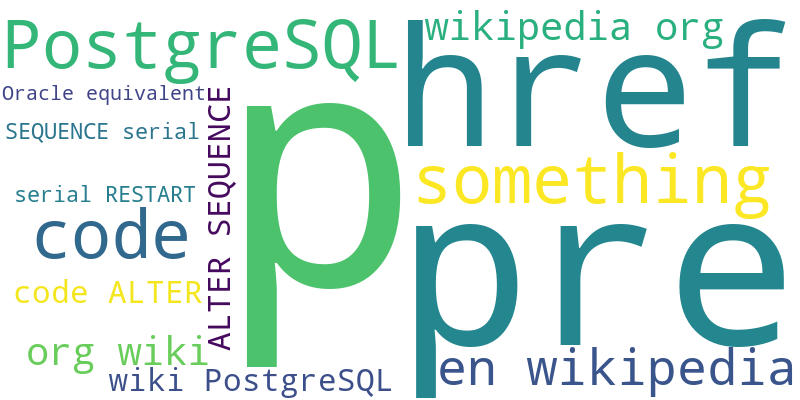 PostgreSQL
wikipedia org
href
Oracle equivalent
SEQUENCE serial
ALTER SEQUENCE
p
something
serial RESTART
code
pre
code ALTER
org wiki
en wikipedia
wiki PostgreSQL